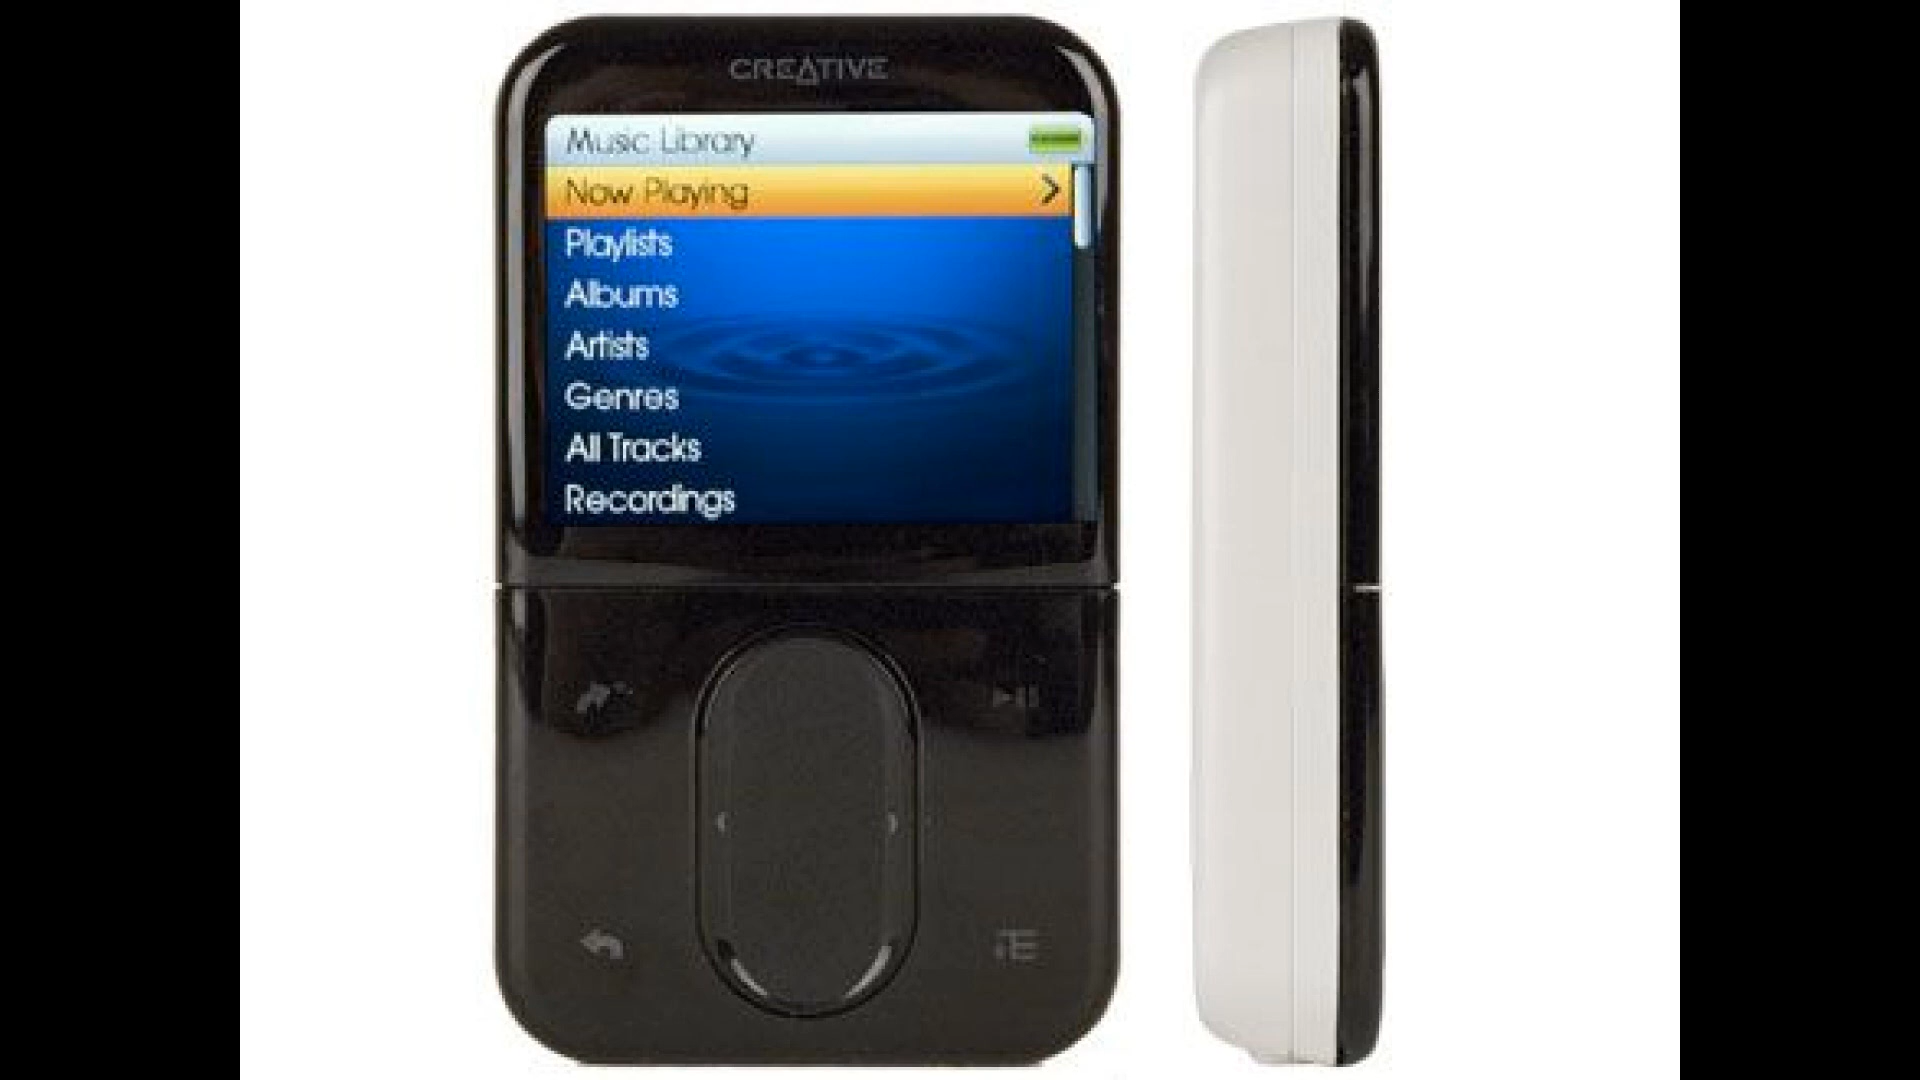 CREATIVE
Music Library
Now Playing
Playlists
Albums
Artists
Genres
All Tracks
Recordings